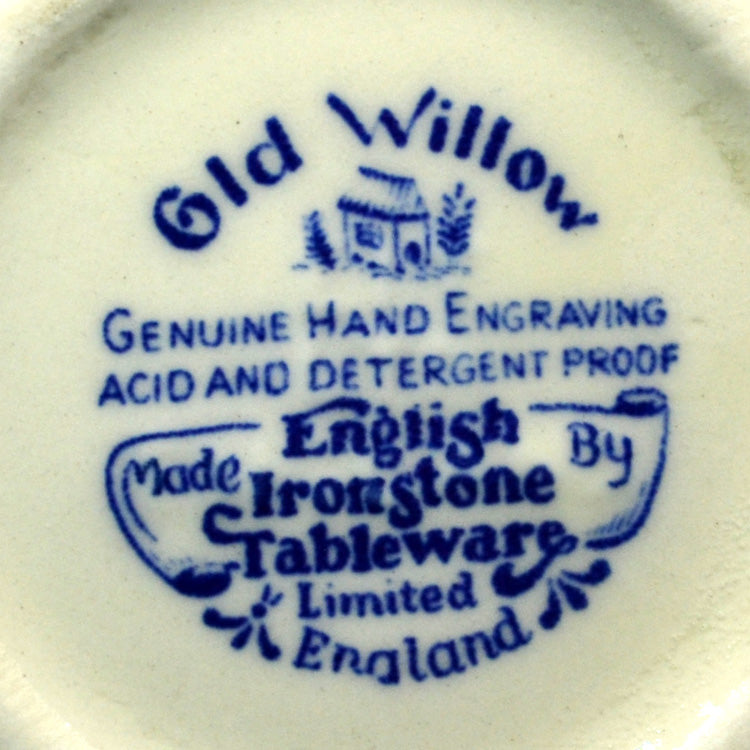 Old Willow
GENUINE HAND ENGRAVING
ACID AND DETERGENT PROOF
Made English By
Ironstone
Tableware
Limited
England